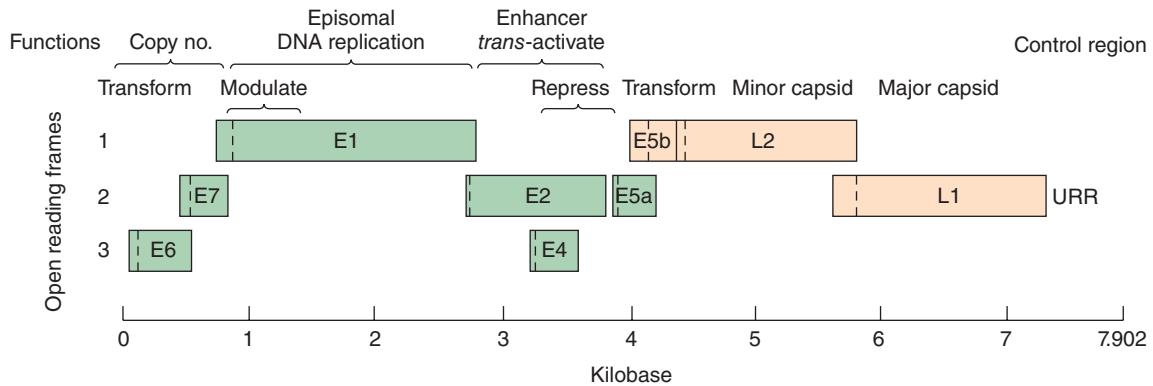 Episomal
Enhancer
Functions Copy no. DNA replication trans-activate Control region
Transform Modulate Repress Transform Minor capsid Major capsid
Open reading frames
1 E1 E5b L2
2 E7 E2 E5a L1 URR
3 E6 E4
0 1 2 3 4 5 6 7 7.902
Kilobase